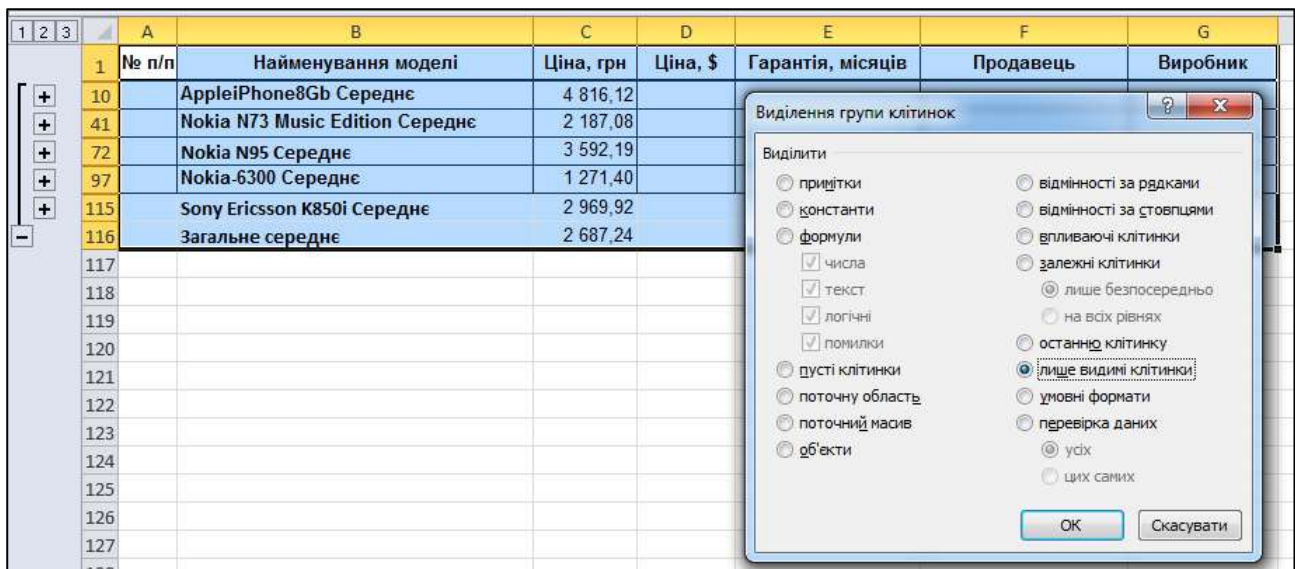 1 2 3 A B C D E F G
1 № п/п Найменування моделі Ціна, грн Ціна, $ Гарантія, місяців Продавець Виробник
10 AppleiPhone8Gb Середнє 4 816,12
41 Nokia N73 Music Edition Середнє 2 187,08
72 Nokia N95 Середнє 3 592,19
97 Nokia-6300 Середнє 1 271,40
115 Sony Ericsson K850i Середнє 2 969,92
116 Загальне середнє 2 687,24
117
118
119
120
121
122
123
124
125
126
127
Виділення групи клітинок
Виділити
примітки
константи
формули
числа
текст
логічні
помилки
пусті клітинки
поточну область
поточний масив
об'єкти
відмінності за рядками
відмінності за стовпцями
впливаючі клітинки
залежні клітинки
лише безпосередньо
на всіх рівнях
останню клітинку
лише видимі клітинки
умовні формати
перевірка даних
усіх
цих самих
ОК Скасувати